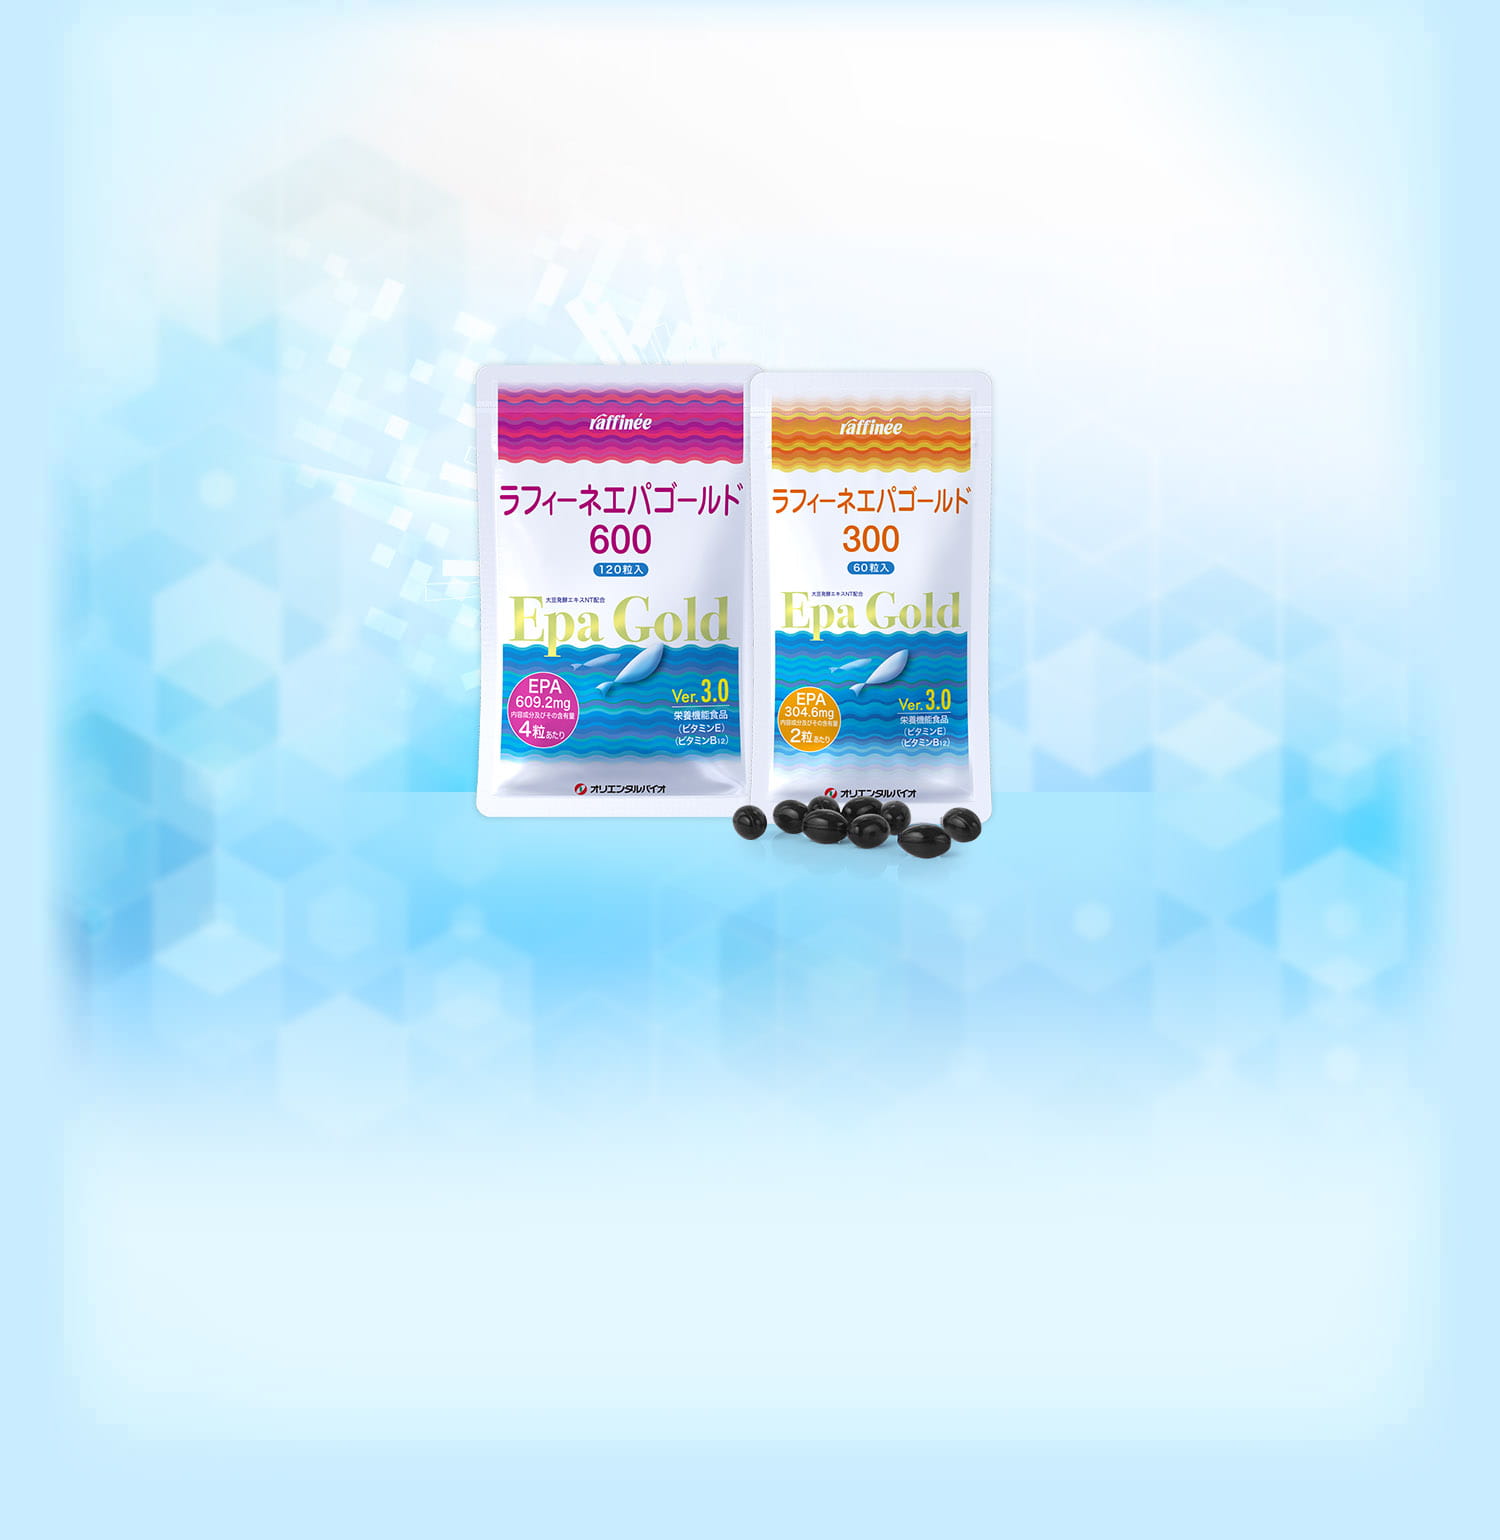 raffinée
ラフィーネエパゴールド
600
120粒入
大豆発酵エキスNT配合
Epa Gold
EPA
609.2mg
内容成分及びその含有量
4粒あたり
Ver. 3.0
栄養機能食品
(ビタミンE)
(ビタミンB12)
オリエンタルバイオ
raffinée
ラフィーネエパゴールド
300
60粒入
大豆発酵エキスNT配合
Epa Gold
EPA
304.6mg
内容成分及びその含有量
2粒あたり
Ver. 3.0
栄養機能食品
(ビタミンE)
(ビタミンB12)
オリエンタルバイオ